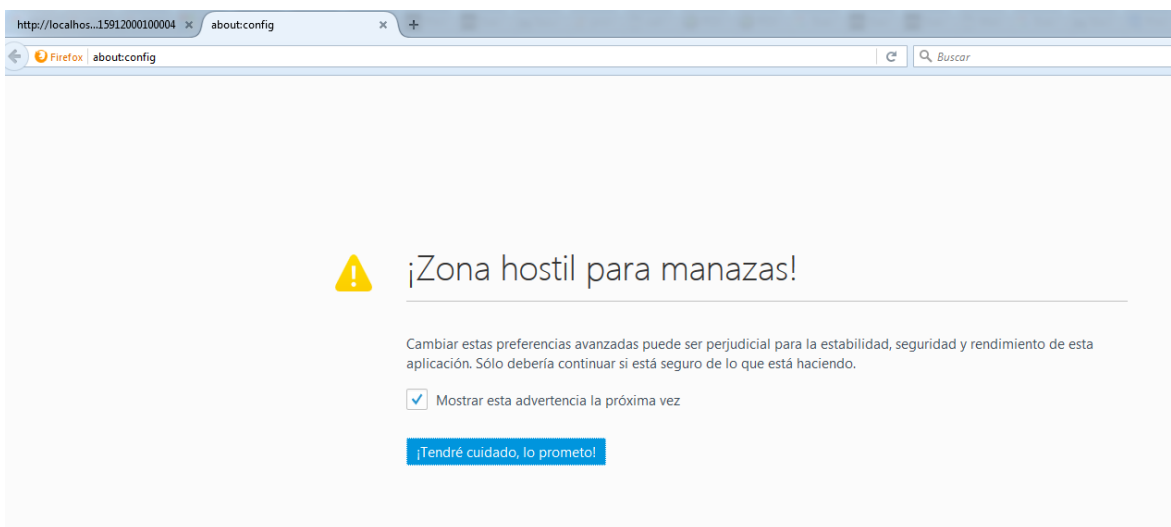 http://localhos...15912000100004
about:config
Firefox
about:config
Buscar
¡Zona hostil para manazas!
Cambiar estas preferencias avanzadas puede ser perjudicial para la estabilidad, seguridad y rendimiento de esta
aplicación. Sólo debería continuar si está seguro de lo que está haciendo.
Mostrar esta advertencia la próxima vez
¡Tendré cuidado, lo prometo!